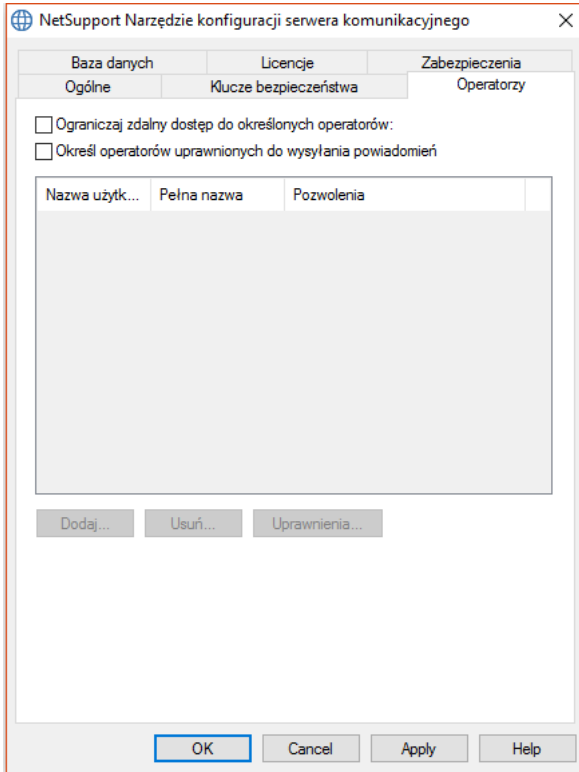 NetSupport Narzędzie konfiguracji serwera komunikacyjnego
Baza danych Licencje Zabezpieczenia
Ogólne Klucze bezpieczeństwa Operatorzy
Ograniczaj zdalny dostęp do określonych operatorów:
Określ operatorów uprawnionych do wysyłania powiadomień
Nazwa użytk... Pełna nazwa Pozwolenia
Dodaj... Usuń... Uprawnienia...
OK Cancel Apply Help